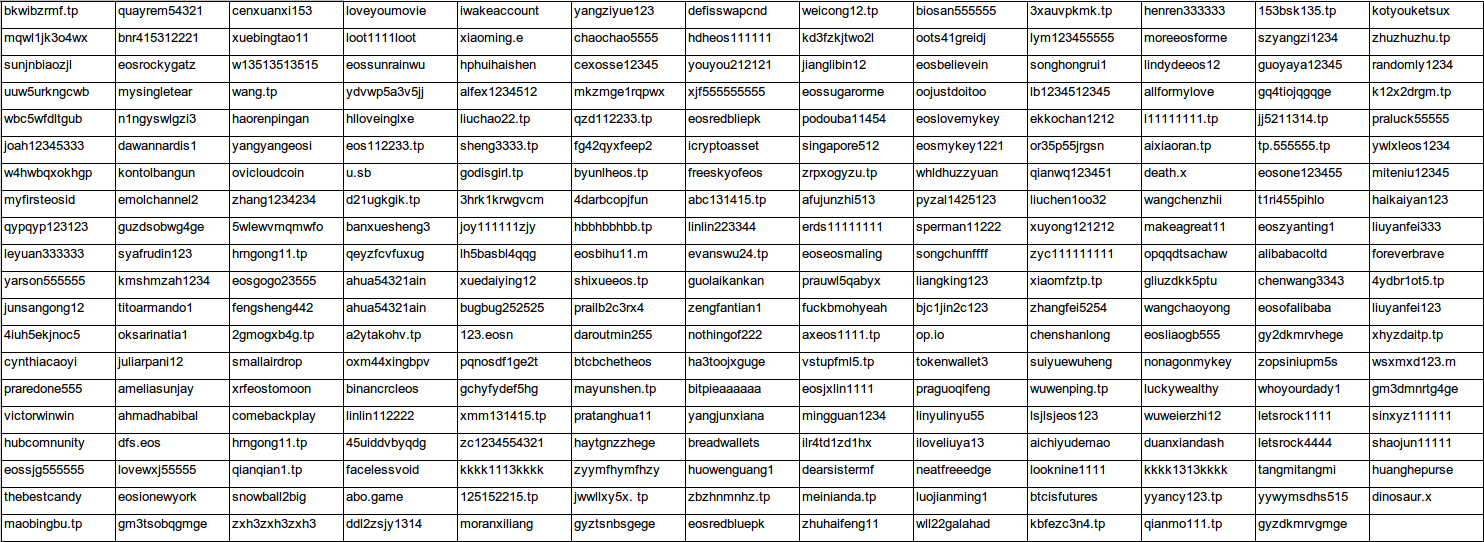 bkwibzrmf.tp quayrem54321 cenxuanxi153 loveyoumovie iwakeaccount yangziyue123 defisswapcnd weicong12.tp biosan555555 3xauvpkmk.tp henren333333 153bsk135.tp kotyouketsux
mqwl1jk3o4wx bnr415312221 xuebingtao11 loot1111loot xiaoming.e chaochao5555 hdheos111111 kd3fzkjtwo2l oots41greidj lym123455555 moreeosforme szyangzi1234 zhuzhuzhu.tp
sunjnbiaozjl eosrockygatz w13513513515 eossunrainwu hphuihaishen cexosse12345 youyou212121 jianglibin12 eosbelievein songhongrui1 lindydeeos12 guoyaya12345 randomly1234
uuw5urkngcwb mysingletear wang.tp ydvwp5a3v5jj alfex1234512 mkzmge1rqpwx xjf555555555 eossugarorme oojustdoitoo lb1234512345 allformylove gq4tiojqgqge k12x2drgm.tp
wbc5wfdltgub n1ngyswlgzi3 haorenpingan hlloveinglxe liuchao22.tp qzd112233.tp eosredbliepk podouba11454 eoslovemykey ekkochan1212 l11111111.tp jj5211314.tp praluck55555
joah12345333 dawannardis1 yangyangeosi eos112233.tp sheng3333.tp fg42qyxfeep2 icryptoasset singapore512 eosmykey1221 or35p55jrgsn aixiaoran.tp tp.555555.tp ywlxleos1234
w4hwbqxokhgp kontolbangun ovicloudcoin u.sb godisgirl.tp byunlheos.tp freeskyofeos zrpxogyzu.tp whldhuzzyuan qianwq123451 death.x eosone123455 miteniu12345
myfirsteosid emolchannel2 zhang1234234 d21ugkgik.tp 3hrk1krwgvcm 4darbcopjfun abc131415.tp afujunzhi513 pyzal1425123 liuchen1oo32 wangchenzhii t1ri455pihlo haikaiyan123
qypqyp123123 guzdsobwg4ge 5wlewvmqmwfo banxuesheng3 joy111111zjy hbbhbbhbb.tp linlin223344 erds11111111 sperman11222 xuyong121212 makeagreat11 eoszyanting1 liuyanfei333
leyuan333333 syafrudin123 hrngong11.tp qeyzfcvfuxug lh5basbl4qqg eosbihu11.m evanswu24.tp eoseosmaling songchunffff zyc111111111 opqqdtsachaw alibabacoltd foreverbrave
yarson555555 kmshmzah1234 eosgogo23555 ahua54321ain xuedaiying12 shixueeos.tp guolaikankan prauwl5qabyx liangking123 xiaomfztp.tp gliuzdkk5ptu chenwang3343 4ydbr1ot5.tp
junsangong12 titoarmando1 fengsheng442 ahua54321ain bugbug252525 prailb2c3rx4 zengfantian1 fuckbmohyeah bjc1jin2c123 zhangfei5254 wangchaoyong eosofalibaba liuyanfei123
4iuh5ekjnoc5 oksarinatia1 2gmogxb4g.tp a2ytakohv.tp 123.eosn daroutmin255 nothingof222 axeos1111.tp op.io chenshanlong eosliaogb555 gy2dkmrvhege xhyzdaitp.tp
cynthiacaoyi juliarpani12 smallairdrop oxm44xingbpv pqnosdf1ge2t btcbchetheos ha3toojxguge vstupfml5.tp tokenwallet3 suiyuewuheng nonagonmykey zopsiniupm5s wsxmxd123.m
praredone555 ameliasunjay xrfeostomoon binancrcleos gchyfydef5hg mayunshen.tp bitpieaaaaaa eosjxlin1111 praguoqifeng wuwenping.tp luckywealthy whoyourdady1 gm3dmnrtg4ge
victorwinwin ahmadhabibal comebackplay linlin112222 xmm131415.tp pratanghua11 yangjunxiana mingguan1234 linyulinyu55 lsjlsjeos123 wuweierzhi12 letsrock1111 sinxyz111111
hubcomnunity dfs.eos hrngong11.tp 45uiddvbyqdg zc1234554321 haytgnzzhege breadwallets ilr4td1zd1hx iloveliuya13 aichiyudemao duanxiandash letsrock4444 shaojun11111
eossjg555555 lovewxj55555 qianqian1.tp facelessvoid kkkk1113kkkk zyymfhymfhzy huowenguang1 dearsistermf neatfreeedge looknine1111 kkkk1313kkkk tangmitangmi huanghepurse
thebestcandy eosionewyork snowball2big abo.game 125152215.tp jwwllxy5x. tp zbzhnmnhz.tp meinianda.tp luojianming1 btcisfutures yyancy123.tp yywymsdhs515 dinosaur.x
maobingbu.tp gm3tsobqgmge zxh3zxh3zxh3 ddl2zsjy1314 moranxiliang gyztsnbsgege eosredbluepk zhuhaifeng11 wll22galahad kbfezc3n4.tp qianmo111.tp gyzdkmrvgmge